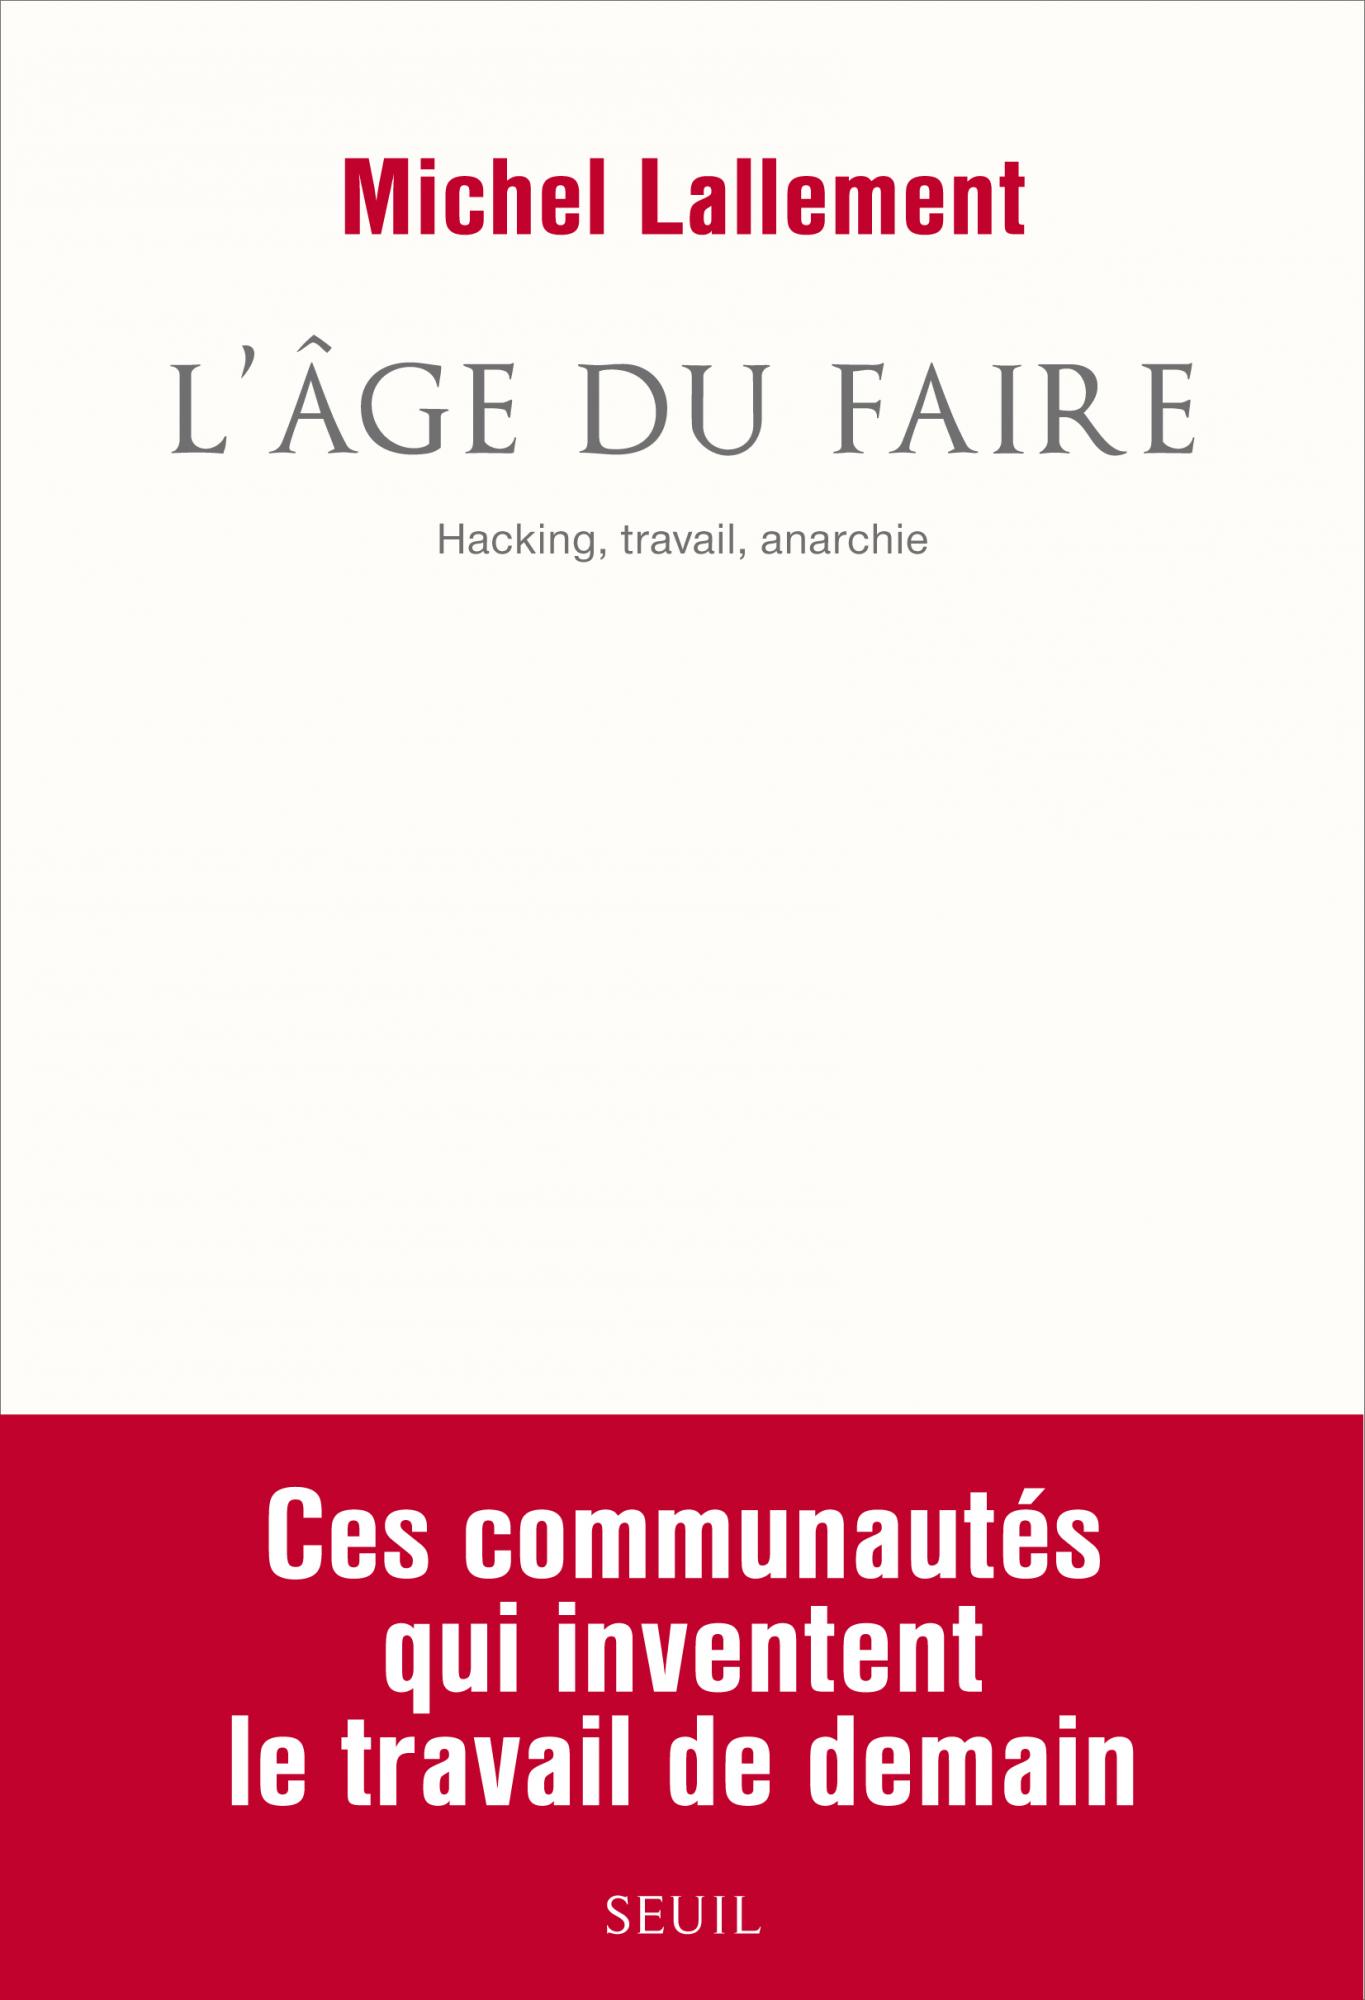 Michel Lallement
L’ÂGE DU FAIRE
Hacking, travail, anarchie
Ces communautés
qui inventent
le travail de demain
SEUIL